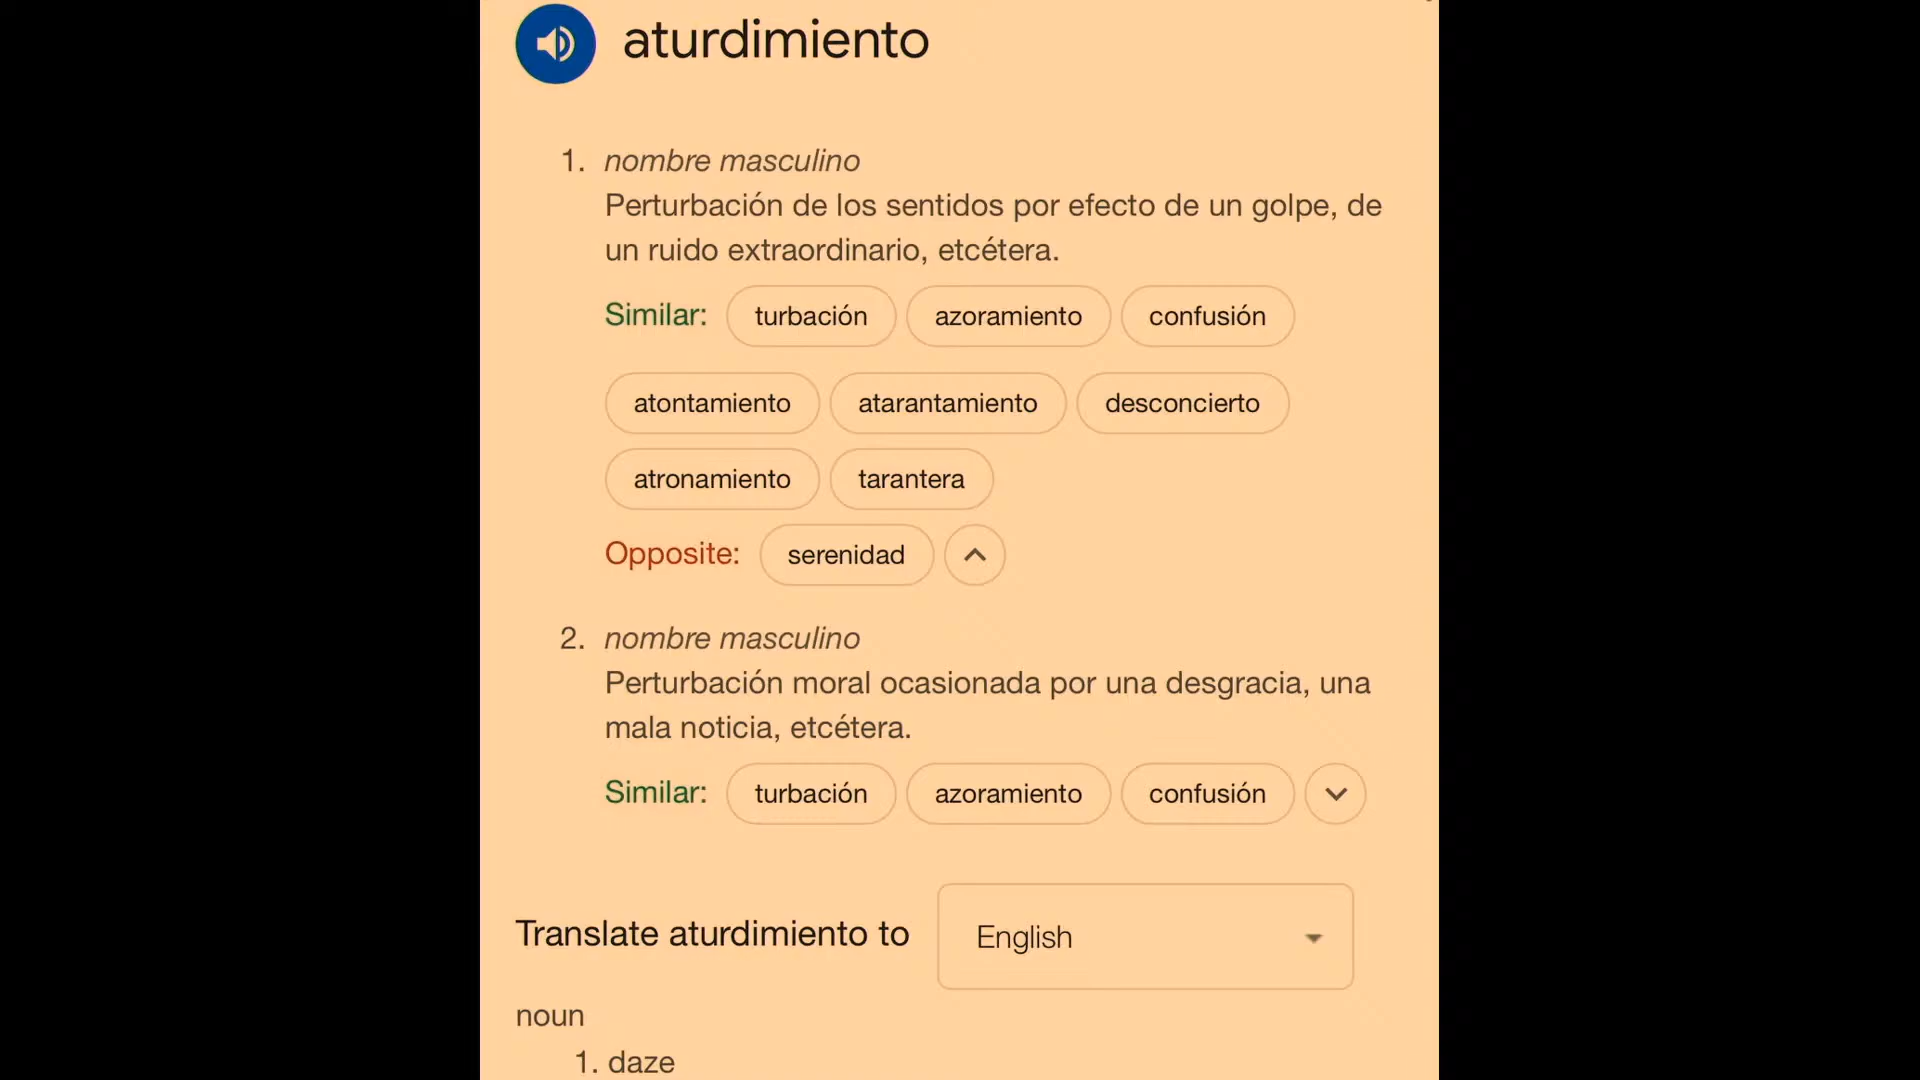 aturdimiento
1. nombre masculino
Perturbación de los sentidos por efecto de un golpe, de
un ruido extraordinario, etcétera.
Similar: turbación azoramiento confusión
atontamiento atarantamiento desconcierto
atronamiento tarantera
Opposite: serenidad
2. nombre masculino
Perturbación moral ocasionada por una desgracia, una
mala noticia, etcétera.
Similar: turbación azoramiento confusión
Translate aturdimiento to English
noun
1. daze